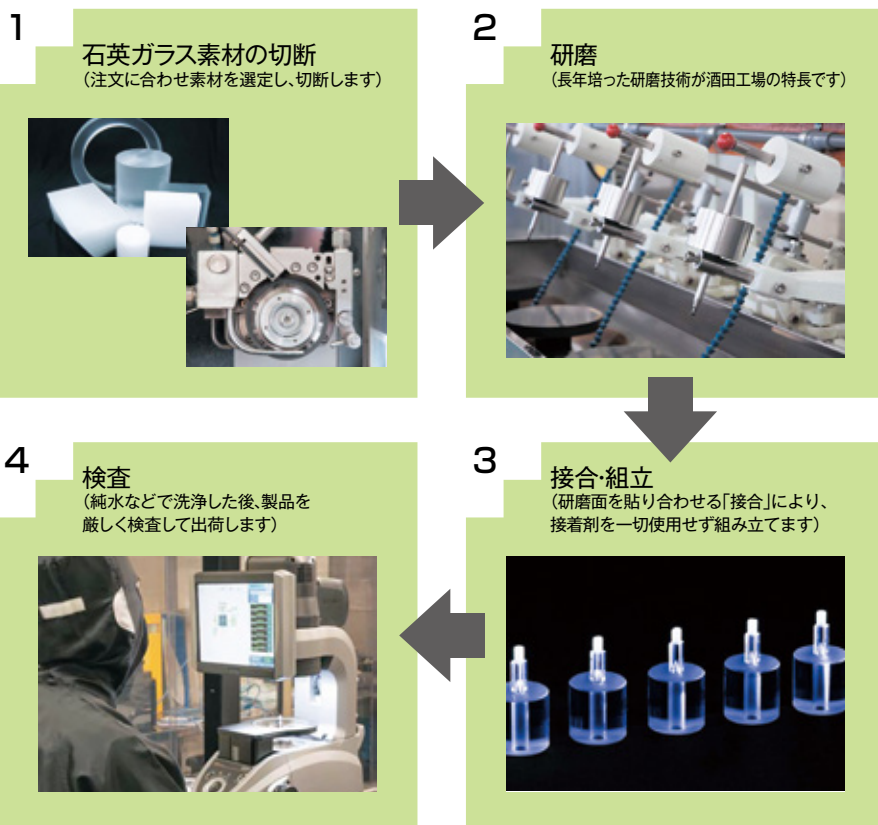 1
石英ガラス素材の切断
（注文に合わせ素材を選定し、切断します）
2
研磨
（長年培った研磨技術が酒田工場の特長です）
3
接合・組立
（研磨面を貼り合わせる「接合」により、
接着剤を一切使用せず組み立てます）
4
検査
（純水などで洗浄した後、製品を
厳しく検査して出荷します）